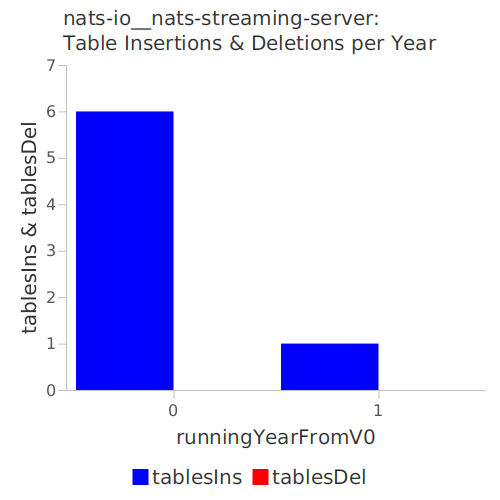 nats-io__nats-streaming-server:
Table Insertions & Deletions per Year
7
6
5
4
3
2
1
0
tablesIns & tablesDel
0 1
runningYearFromV0
tablesIns tablesDel